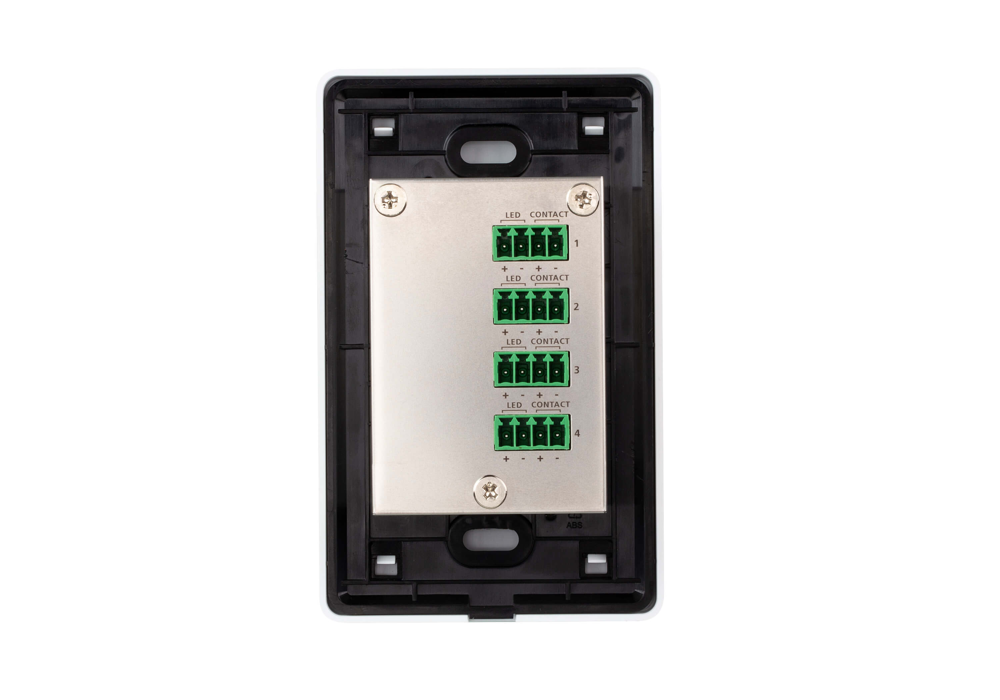 LED CONTACT
1
+ - + -
LED CONTACT
2
+ - + -
LED CONTACT
3
+ - + -
LED CONTACT
4
+ - + -
ABS